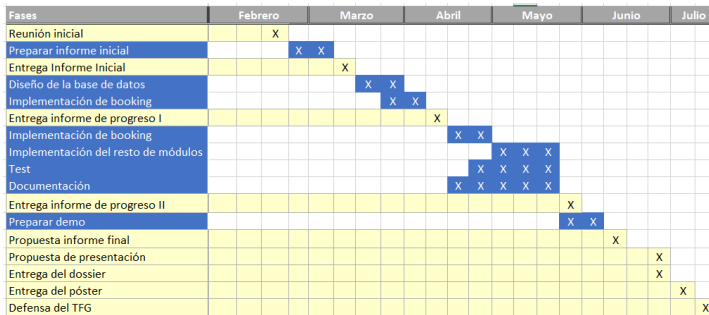 Fases Febrero Marzo Abril Mayo Junio Julio
Reunión inicial X
Preparar informe inicial X X
Entrega Informe Inicial X
Diseño de la base de datos X X
Implementación de booking X X
Entrega informe de progreso I X
Implementación de booking X X
Implementación del resto de módulos X X X
Test X X X X
Documentación X X X X X
Entrega informe de progreso II X
Preparar demo X X
Propuesta informe final X
Propuesta de presentación X
Entrega del dossier X
Entrega del póster X
Defensa del TFG X